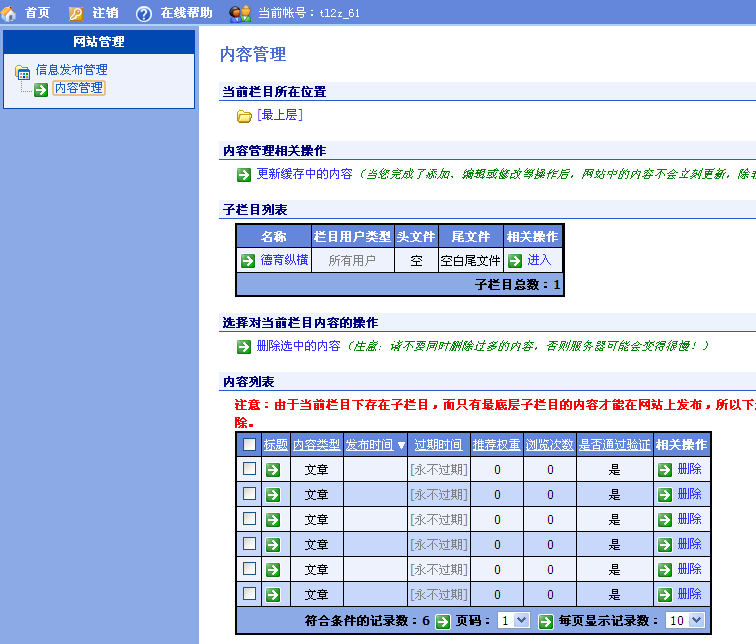 首页 注销 在线帮助 当前帐号：tl2z_61
网站管理
信息发布管理
内容管理
内容管理
当前栏目所在位置
[最上层]
内容管理相关操作
更新缓存中的内容（当您完成了添加、编辑或修改等操作后，网站中的内容不会立刻更新，除非
子栏目列表
名称 栏目用户类型 头文件 尾文件 相关操作
德育纵横 所有用户 空 空白尾文件 进入
子栏目总数：1
选择对当前栏目内容的操作
删除选中的内容（注意：请不要同时删除过多的内容，否则服务器可能会变得很慢！）
内容列表
注意：由于当前栏目下存在子栏目，而只有最底层子栏目的内容才能在网站上发布，所以下
除。
标题 内容类型 发布时间▼ 过期时间 推荐权重 浏览次数 是否通过验证 相关操作
文章 [永不过期] 0 0 是 删除
文章 [永不过期] 0 0 是 删除
文章 [永不过期] 0 0 是 删除
文章 [永不过期] 0 0 是 删除
文章 [永不过期] 0 0 是 删除
文章 [永不过期] 0 0 是 删除
符合条件的记录数：6 页码：1 每页显示记录数：10